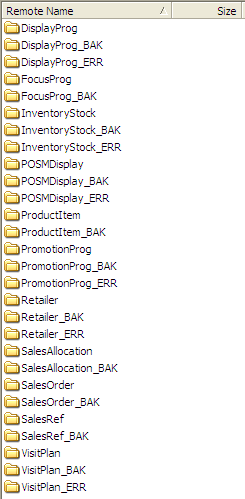 Remote Name / Size
DisplayProg
DisplayProg_BAK
DisplayProg_ERR
FocusProg
FocusProg_BAK
InventoryStock
InventoryStock_BAK
InventoryStock_ERR
POSMDisplay
POSMDisplay_BAK
POSMDisplay_ERR
ProductItem
ProductItem_BAK
PromotionProg
PromotionProg_BAK
PromotionProg_ERR
Retailer
Retailer_BAK
Retailer_ERR
SalesAllocation
SalesAllocation_BAK
SalesOrder
SalesOrder_BAK
SalesRef
SalesRef_BAK
VisitPlan
VisitPlan_BAK
VisitPlan_ERR